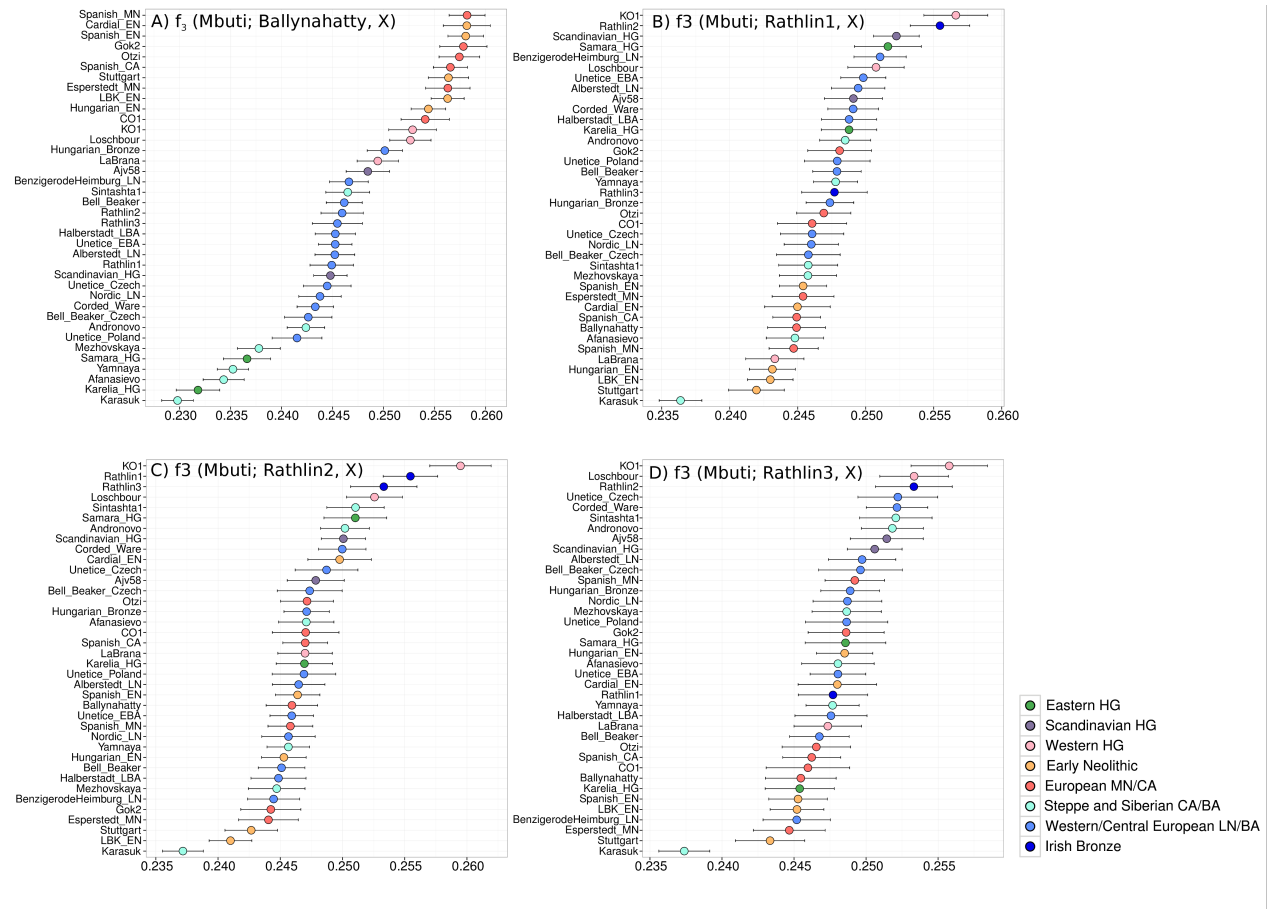 A) f3 (Mbuti; Ballynahatty, X)
Spanish_MN
Cardial_EN
Spanish_EN
Gok2
Otzi
Spanish_CA
Stuttgart
Esperstedt_MN
LBK_EN
Hungarian_EN
CO1
KO1
Loschbour
Hungarian_Bronze
LaBrana
Ajv58
BenzigerodeHeimburg_LN
Sintashta1
Bell_Beaker
Rathlin2
Rathlin3
Halberstadt_LBA
Unetice_EBA
Alberstedt_LN
Rathlin1
Scandinavian_HG
Unetice_Czech
Nordic_LN
Corded_Ware
Bell_Beaker_Czech
Andronovo
Unetice_Poland
Mezhovskaya
Samara_HG
Yamnaya
Afanasievo
Karelia_HG
Karasuk
0.230 0.235 0.240 0.245 0.250 0.255 0.260
B) f3 (Mbuti; Rathlin1, X)
KO1
Rathlin2
Scandinavian_HG
Samara_HG
BenzigerodeHeimburg_LN
Loschbour
Unetice_EBA
Alberstedt_LN
Ajv58
Corded_Ware
Halberstadt_LBA
Karelia_HG
Andronovo
Gok2
Unetice_Poland
Bell_Beaker
Yamnaya
Rathlin3
Hungarian_Bronze
Otzi
CO1
Unetice_Czech
Nordic_LN
Bell_Beaker_Czech
Sintashta1
Mezhovskaya
Spanish_EN
Esperstedt_MN
Cardial_EN
Spanish_CA
Ballynahatty
Afanasievo
Spanish_MN
LaBrana
Hungarian_EN
LBK_EN
Stuttgart
Karasuk
0.235 0.240 0.245 0.250 0.255 0.260
C) f3 (Mbuti; Rathlin2, X)
KO1
Rathlin1
Rathlin3
Loschbour
Sintashta1
Samara_HG
Andronovo
Scandinavian_HG
Corded_Ware
Cardial_EN
Unetice_Czech
Ajv58
Bell_Beaker_Czech
Otzi
Hungarian_Bronze
Afanasievo
CO1
Spanish_CA
LaBrana
Karelia_HG
Unetice_Poland
Alberstedt_LN
Spanish_EN
Ballynahatty
Unetice_EBA
Spanish_MN
Nordic_LN
Yamnaya
Hungarian_EN
Bell_Beaker
Halberstadt_LBA
Mezhovskaya
BenzigerodeHeimburg_LN
Gok2
Esperstedt_MN
Stuttgart
LBK_EN
Karasuk
0.235 0.240 0.245 0.250 0.255 0.260
D) f3 (Mbuti; Rathlin3, X)
KO1
Loschbour
Rathlin2
Unetice_Czech
Corded_Ware
Sintashta1
Andronovo
Ajv58
Scandinavian_HG
Alberstedt_LN
Bell_Beaker_Czech
Spanish_MN
Hungarian_Bronze
Nordic_LN
Mezhovskaya
Unetice_Poland
Gok2
Samara_HG
Hungarian_EN
Afanasievo
Unetice_EBA
Cardial_EN
Rathlin1
Yamnaya
Halberstadt_LBA
LaBrana
Bell_Beaker
Otzi
Spanish_CA
CO1
Ballynahatty
Karelia_HG
Spanish_EN
LBK_EN
BenzigerodeHeimburg_LN
Esperstedt_MN
Stuttgart
Karasuk
0.235 0.240 0.245 0.250 0.255
Eastern HG
Scandinavian HG
Western HG
Early Neolithic
European MN/CA
Steppe and Siberian CA/BA
Western/Central European LN/BA
Irish Bronze